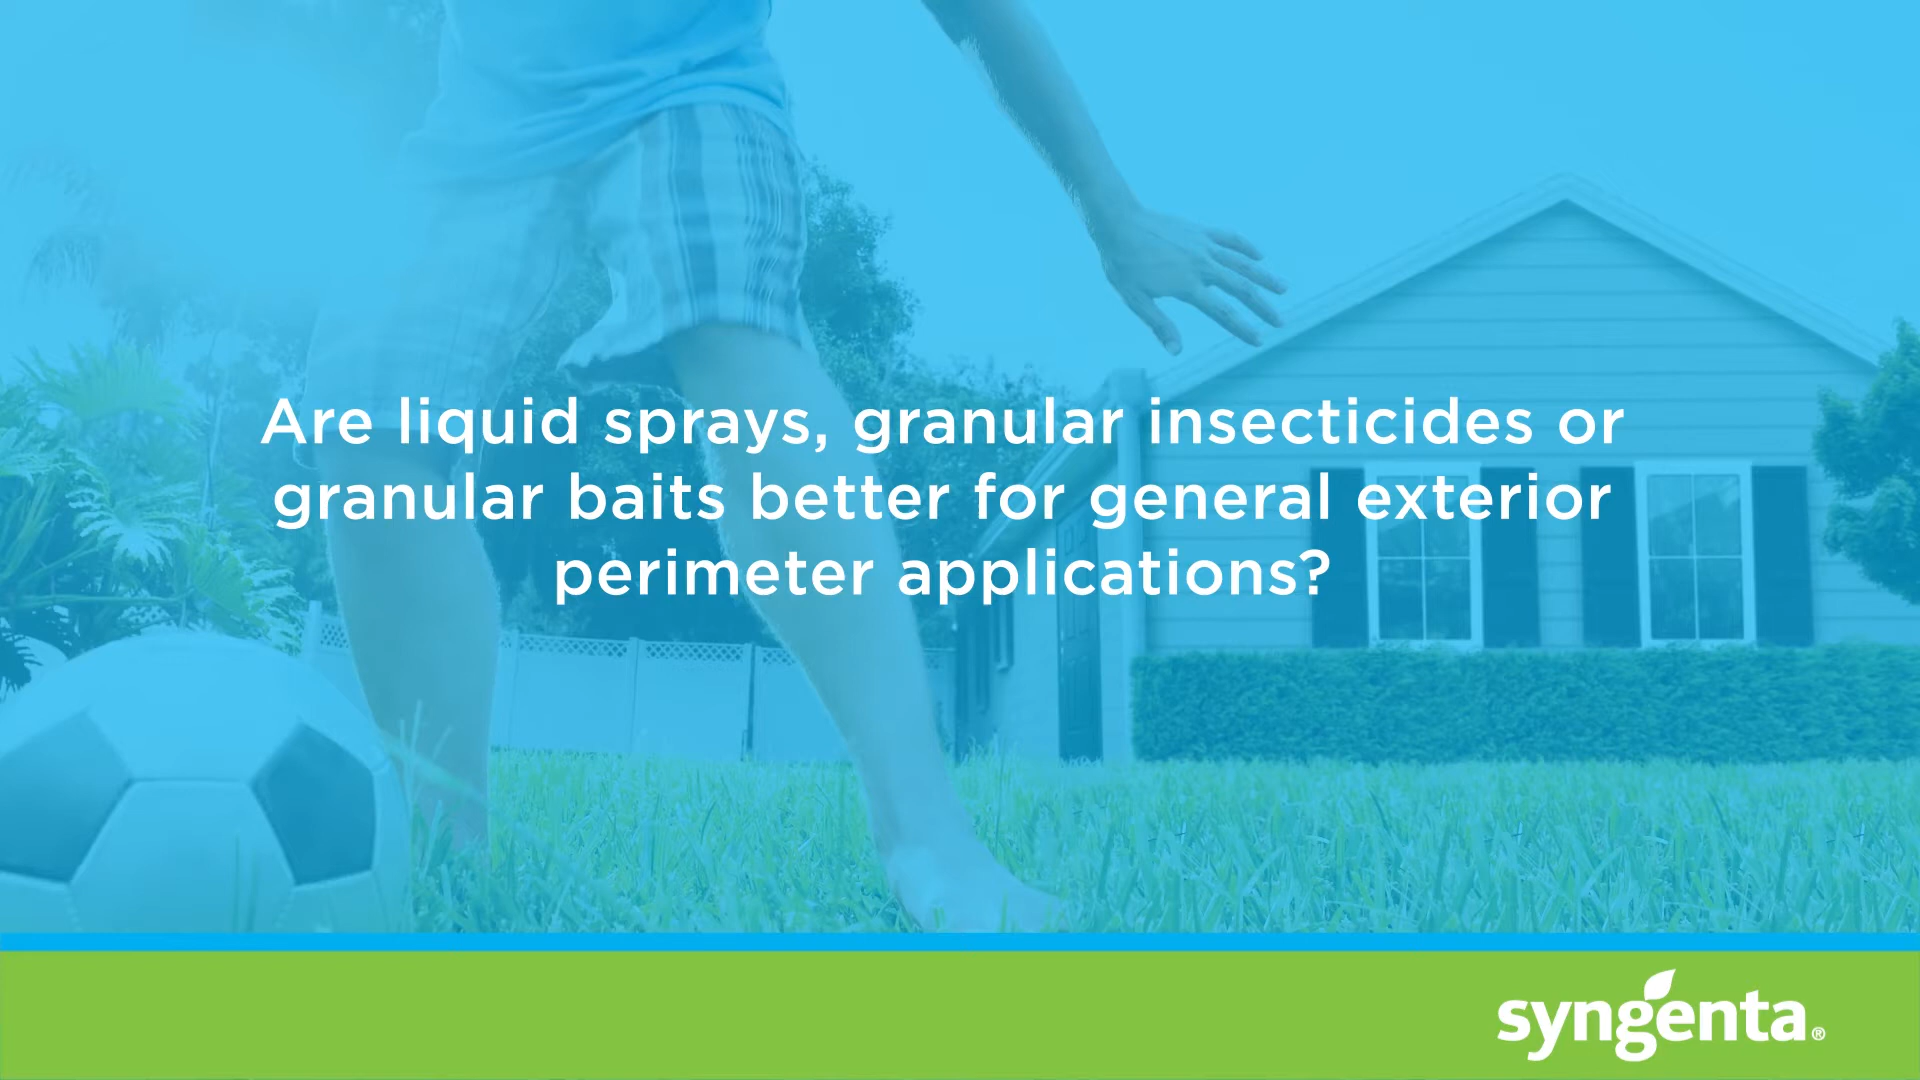 Are liquid sprays, granular insecticides or
granular baits better for general exterior
perimeter applications?
syngenta®